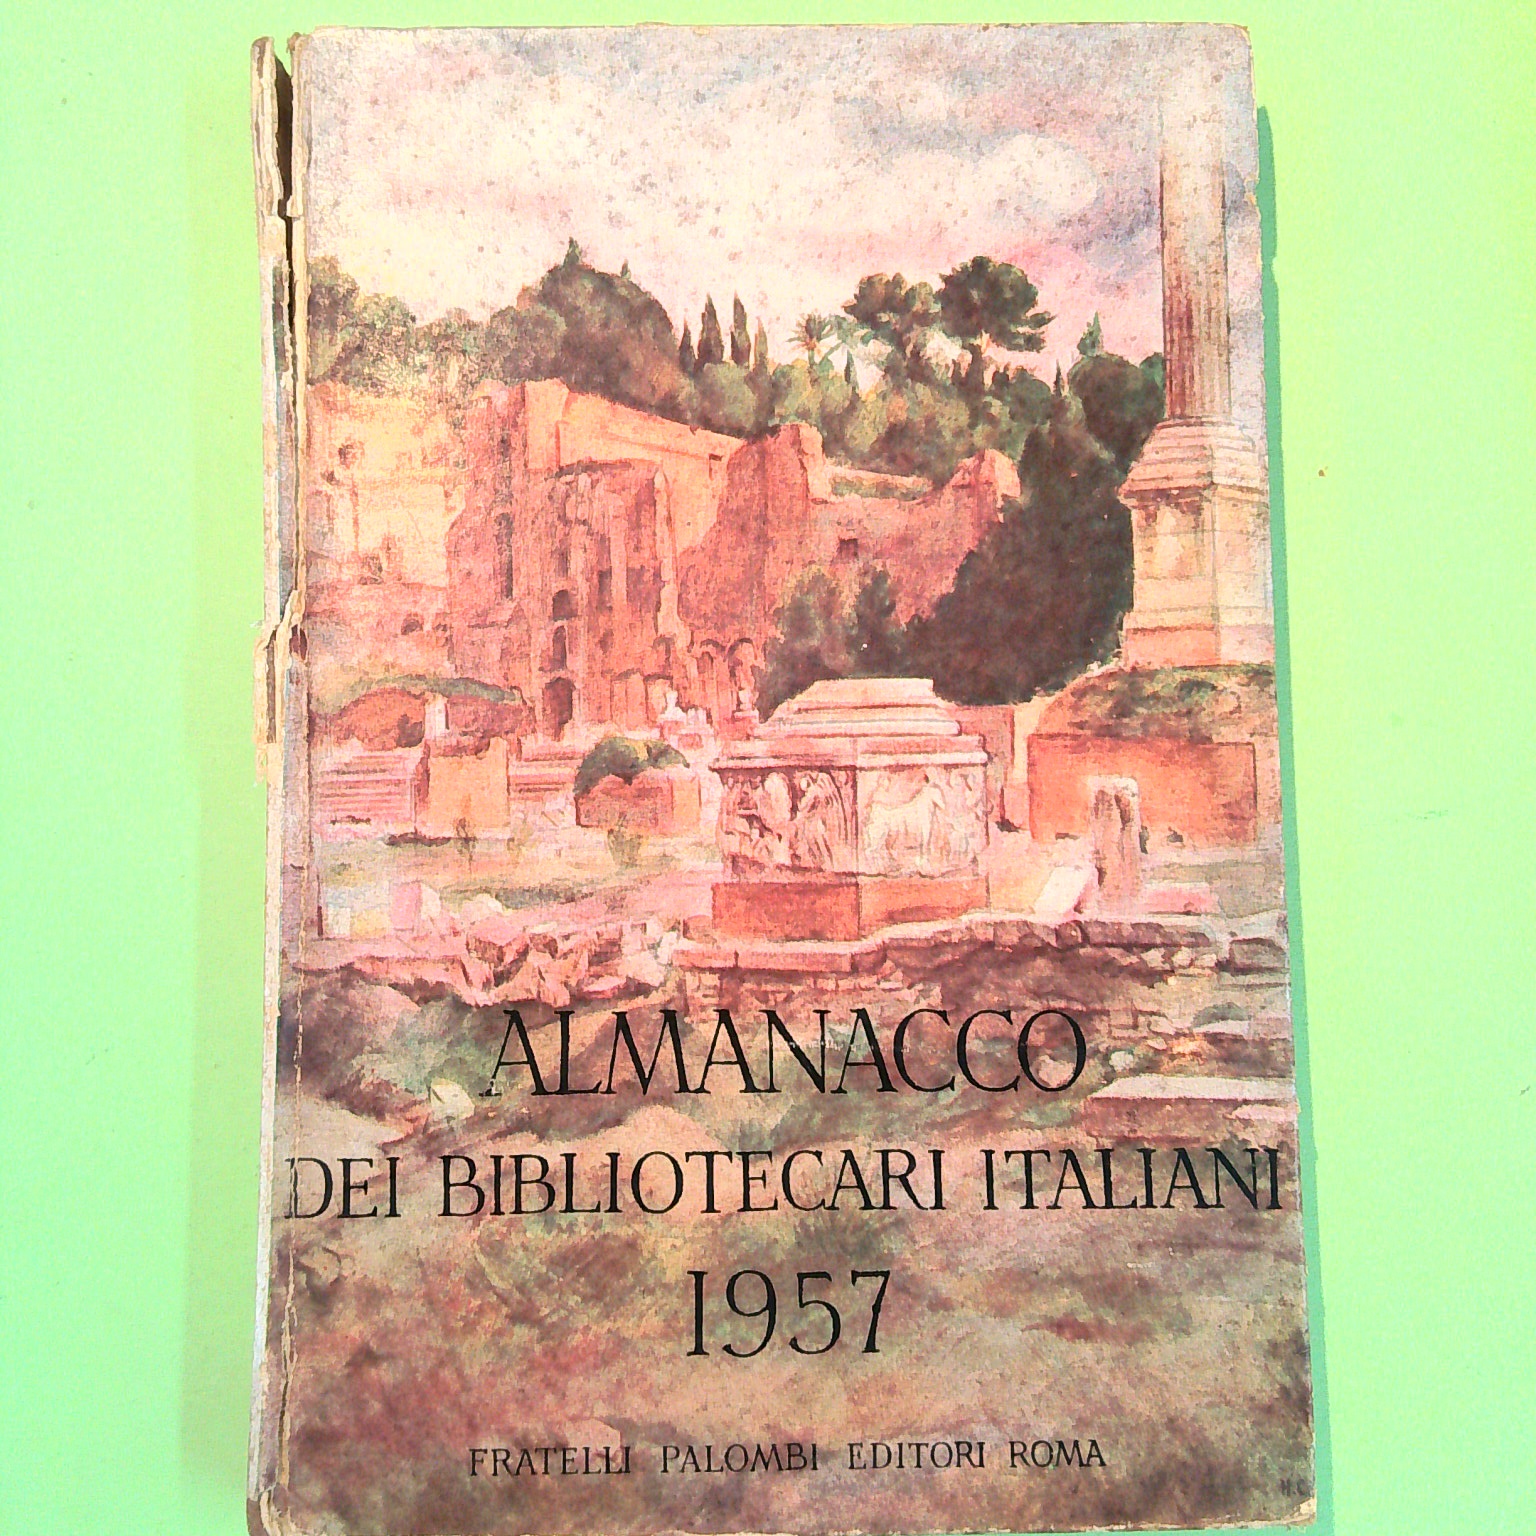 ALMANACCO
DEI BIBLIOTECARI ITALIANI
1957
FRATELLI PALOMBI EDITORI ROMA